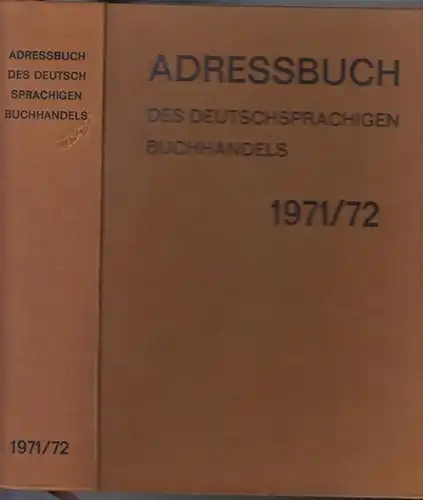 ADRESSBUCH
DES DEUTSCH
SPRACHIGEN
BUCHHANDELS
1971/72
ADRESSBUCH
DES DEUTSCHSPRACHIGEN
BUCHHANDELS
1971/72